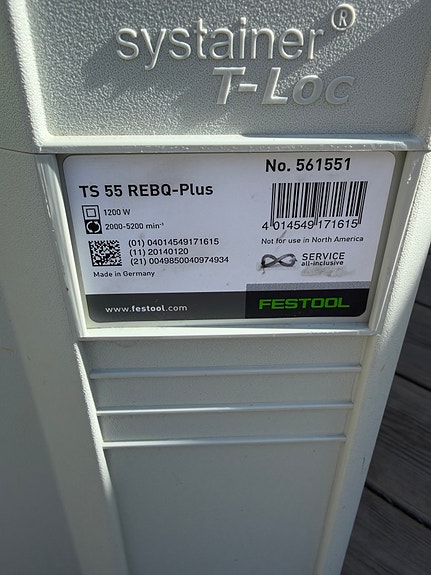 systainer®
T-Loc
No. 561551
TS 55 REBQ-Plus
1200 W
2000-5200 min⁻¹
4 014549 171615
(01) 04014549171615
(11) 20140120
(21) 0049850040974934
Not for use in North America
SERVICE
all-inclusive
Made in Germany
www.festool.com
FESTOOL